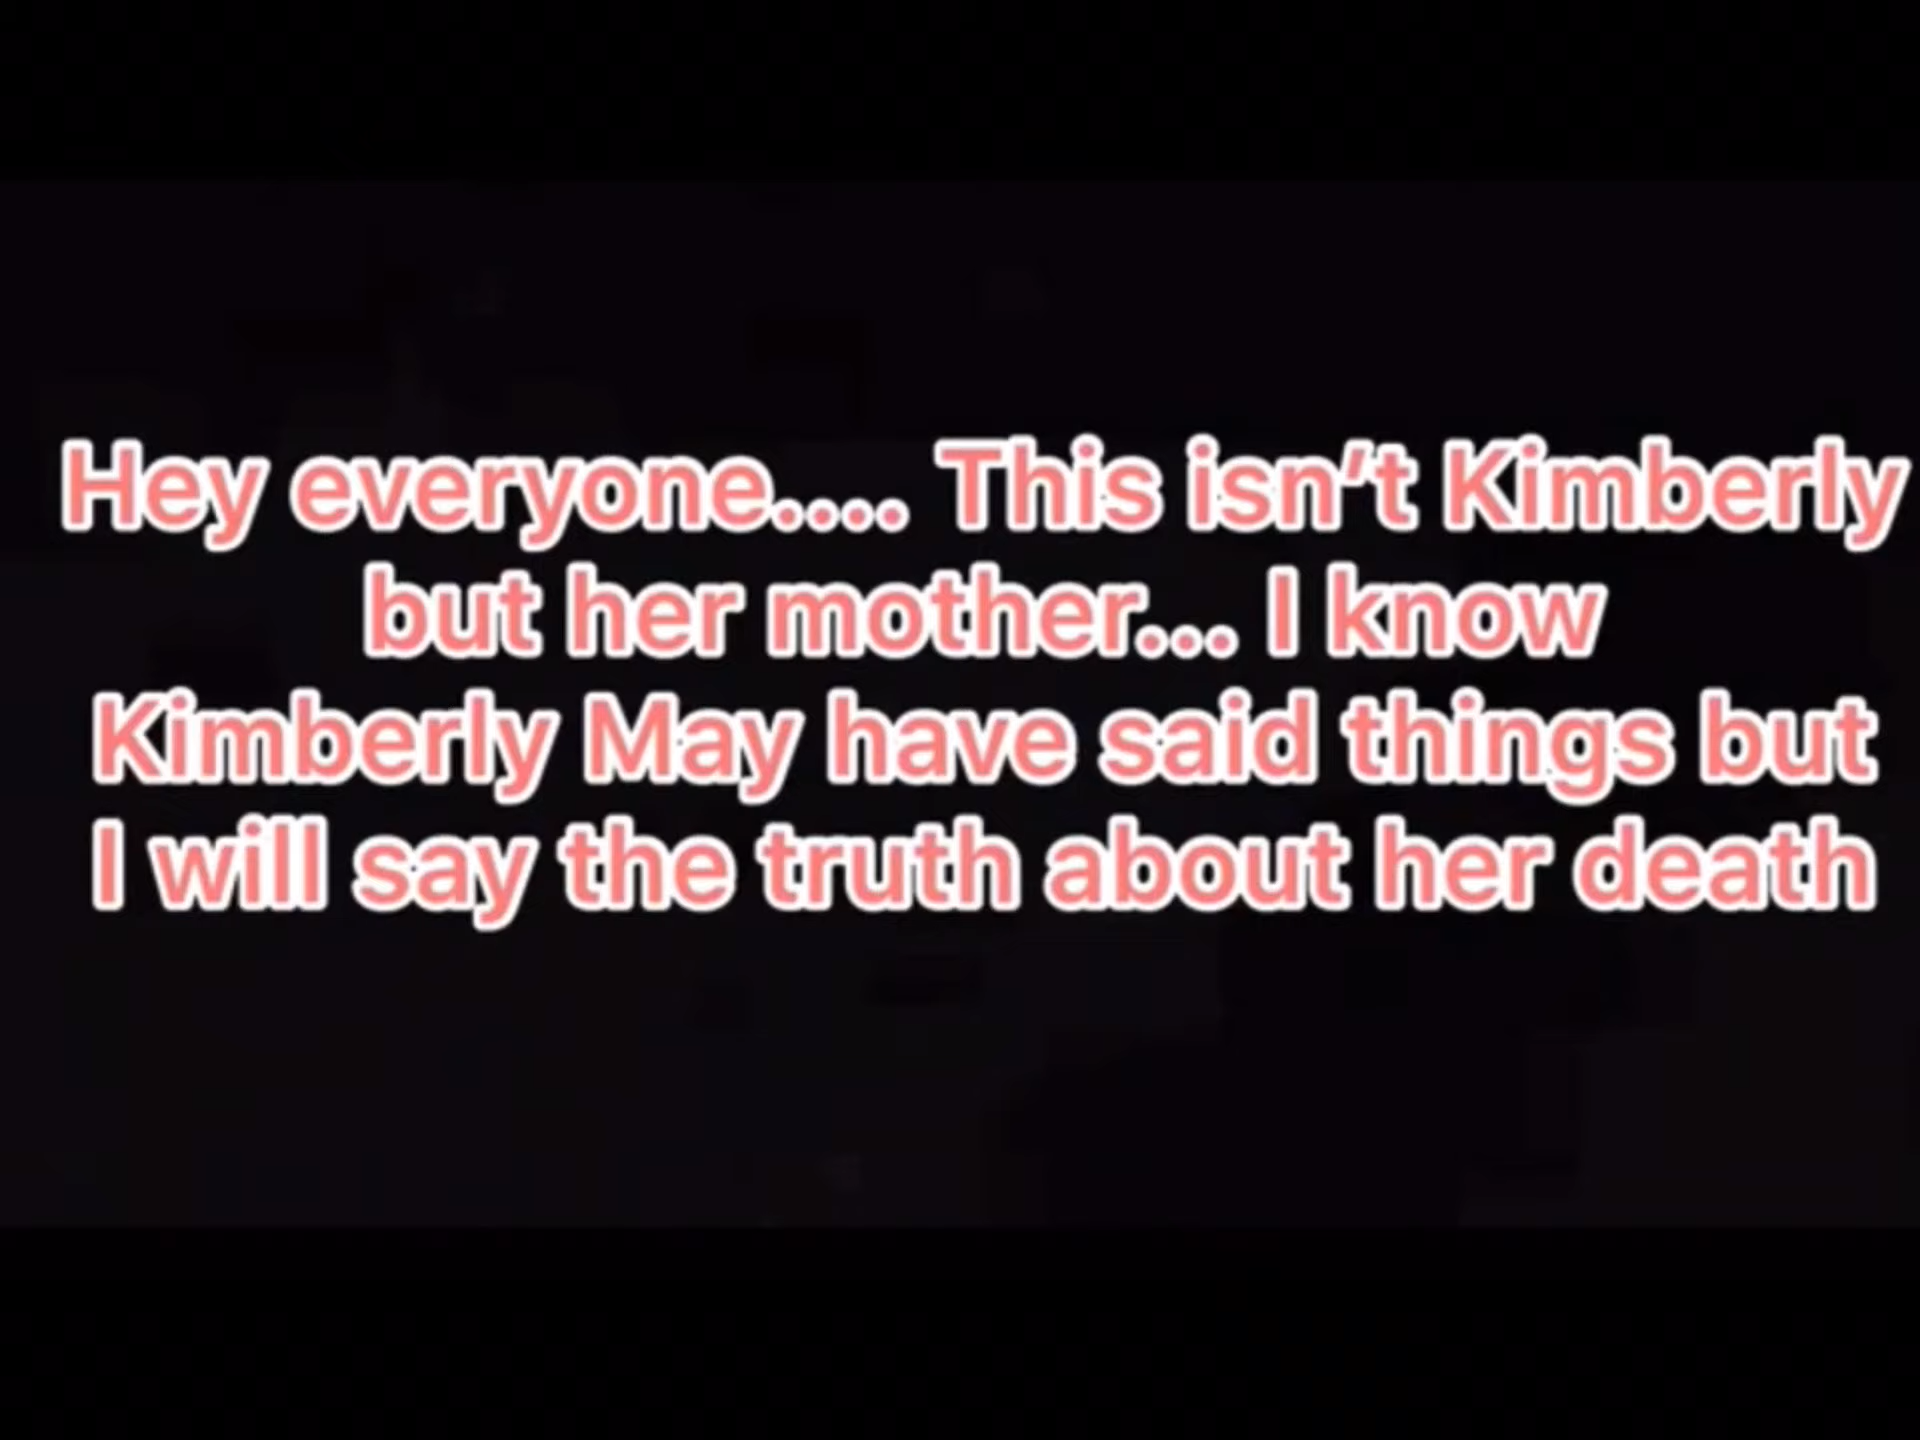 Hey everyone.... This isn't Kimberly
but her mother... I know
Kimberly May have said things but
I will say the truth about her death